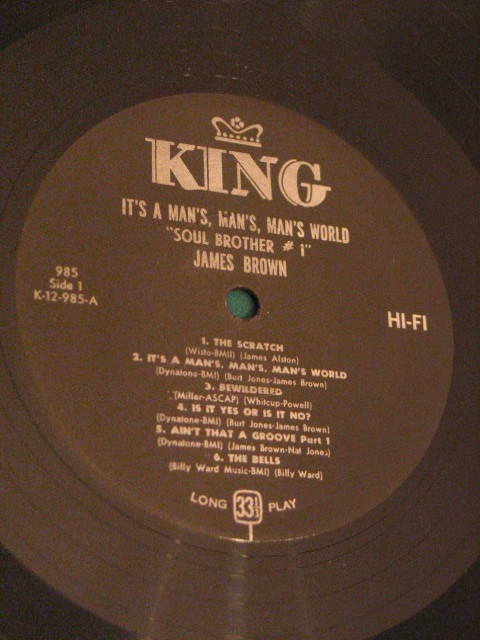 KING
IT'S A MAN'S, MAN'S, MAN'S WORLD
"SOUL BROTHER # 1"
JAMES BROWN
985
Side 1
K-12-985-A
HI-FI
1. THE SCRATCH
(Wisto-BMI) (James Alston)
2. IT'S A MAN'S, MAN'S, MAN'S WORLD
(Dynatone-BMI) (Burt Jones-James Brown)
3. BEWILDERED
(Miller-ASCAP) (Whitcup-Powell)
4. IS IT YES OR IS IT NO?
(Dynatone-BMI) (Burt Jones-James Brown)
5. AIN'T THAT A GROOVE Part 1
(Dynatone-BMI) (James Brown-Nat Jones)
6. THE BELLS
(Billy Ward Music-BMI) (Billy Ward)
LONG 33 1/3 PLAY